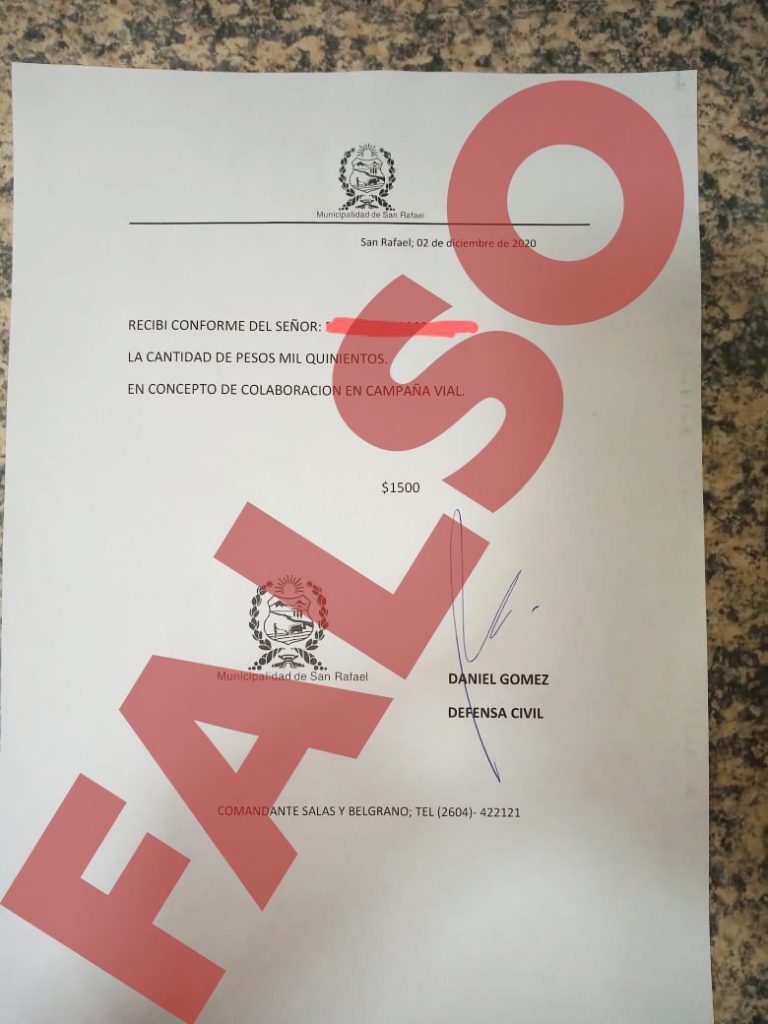 Municipalidad de San Rafael
San Rafael; 02 de diciembre de 2020
RECIBI CONFORME DEL SEÑOR:
LA CANTIDAD DE PESOS MIL QUINIENTOS.
EN CONCEPTO DE COLABORACION EN CAMPAÑA VIAL.
$1500
Municipalidad de San Rafael
DANIEL GOMEZ
DEFENSA CIVIL
COMANDANTE SALAS Y BELGRANO; TEL (2604)- 422121
FALSO